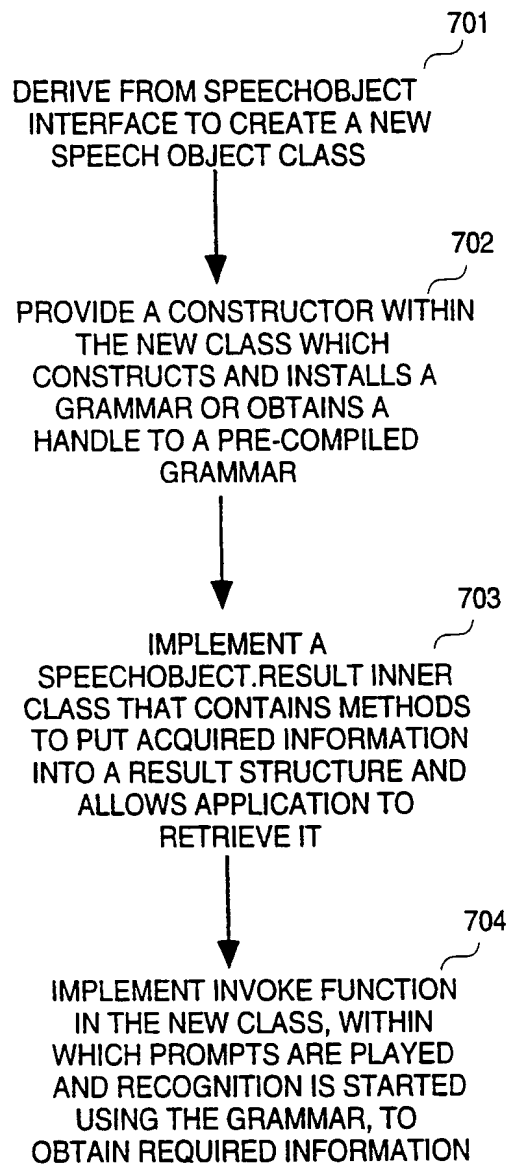 701
DERIVE FROM SPEECHOBJECT
INTERFACE TO CREATE A NEW
SPEECH OBJECT CLASS
702
PROVIDE A CONSTRUCTOR WITHIN
THE NEW CLASS WHICH
CONSTRUCTS AND INSTALLS A
GRAMMAR OR OBTAINS A
HANDLE TO A PRE-COMPILED
GRAMMAR
703
IMPLEMENT A
SPEECHOBJECT.RESULT INNER
CLASS THAT CONTAINS METHODS
TO PUT ACQUIRED INFORMATION
INTO A RESULT STRUCTURE AND
ALLOWS APPLICATION TO
RETRIEVE IT
704
IMPLEMENT INVOKE FUNCTION
IN THE NEW CLASS, WITHIN
WHICH PROMPTS ARE PLAYED
AND RECOGNITION IS STARTED
USING THE GRAMMAR, TO
OBTAIN REQUIRED INFORMATION